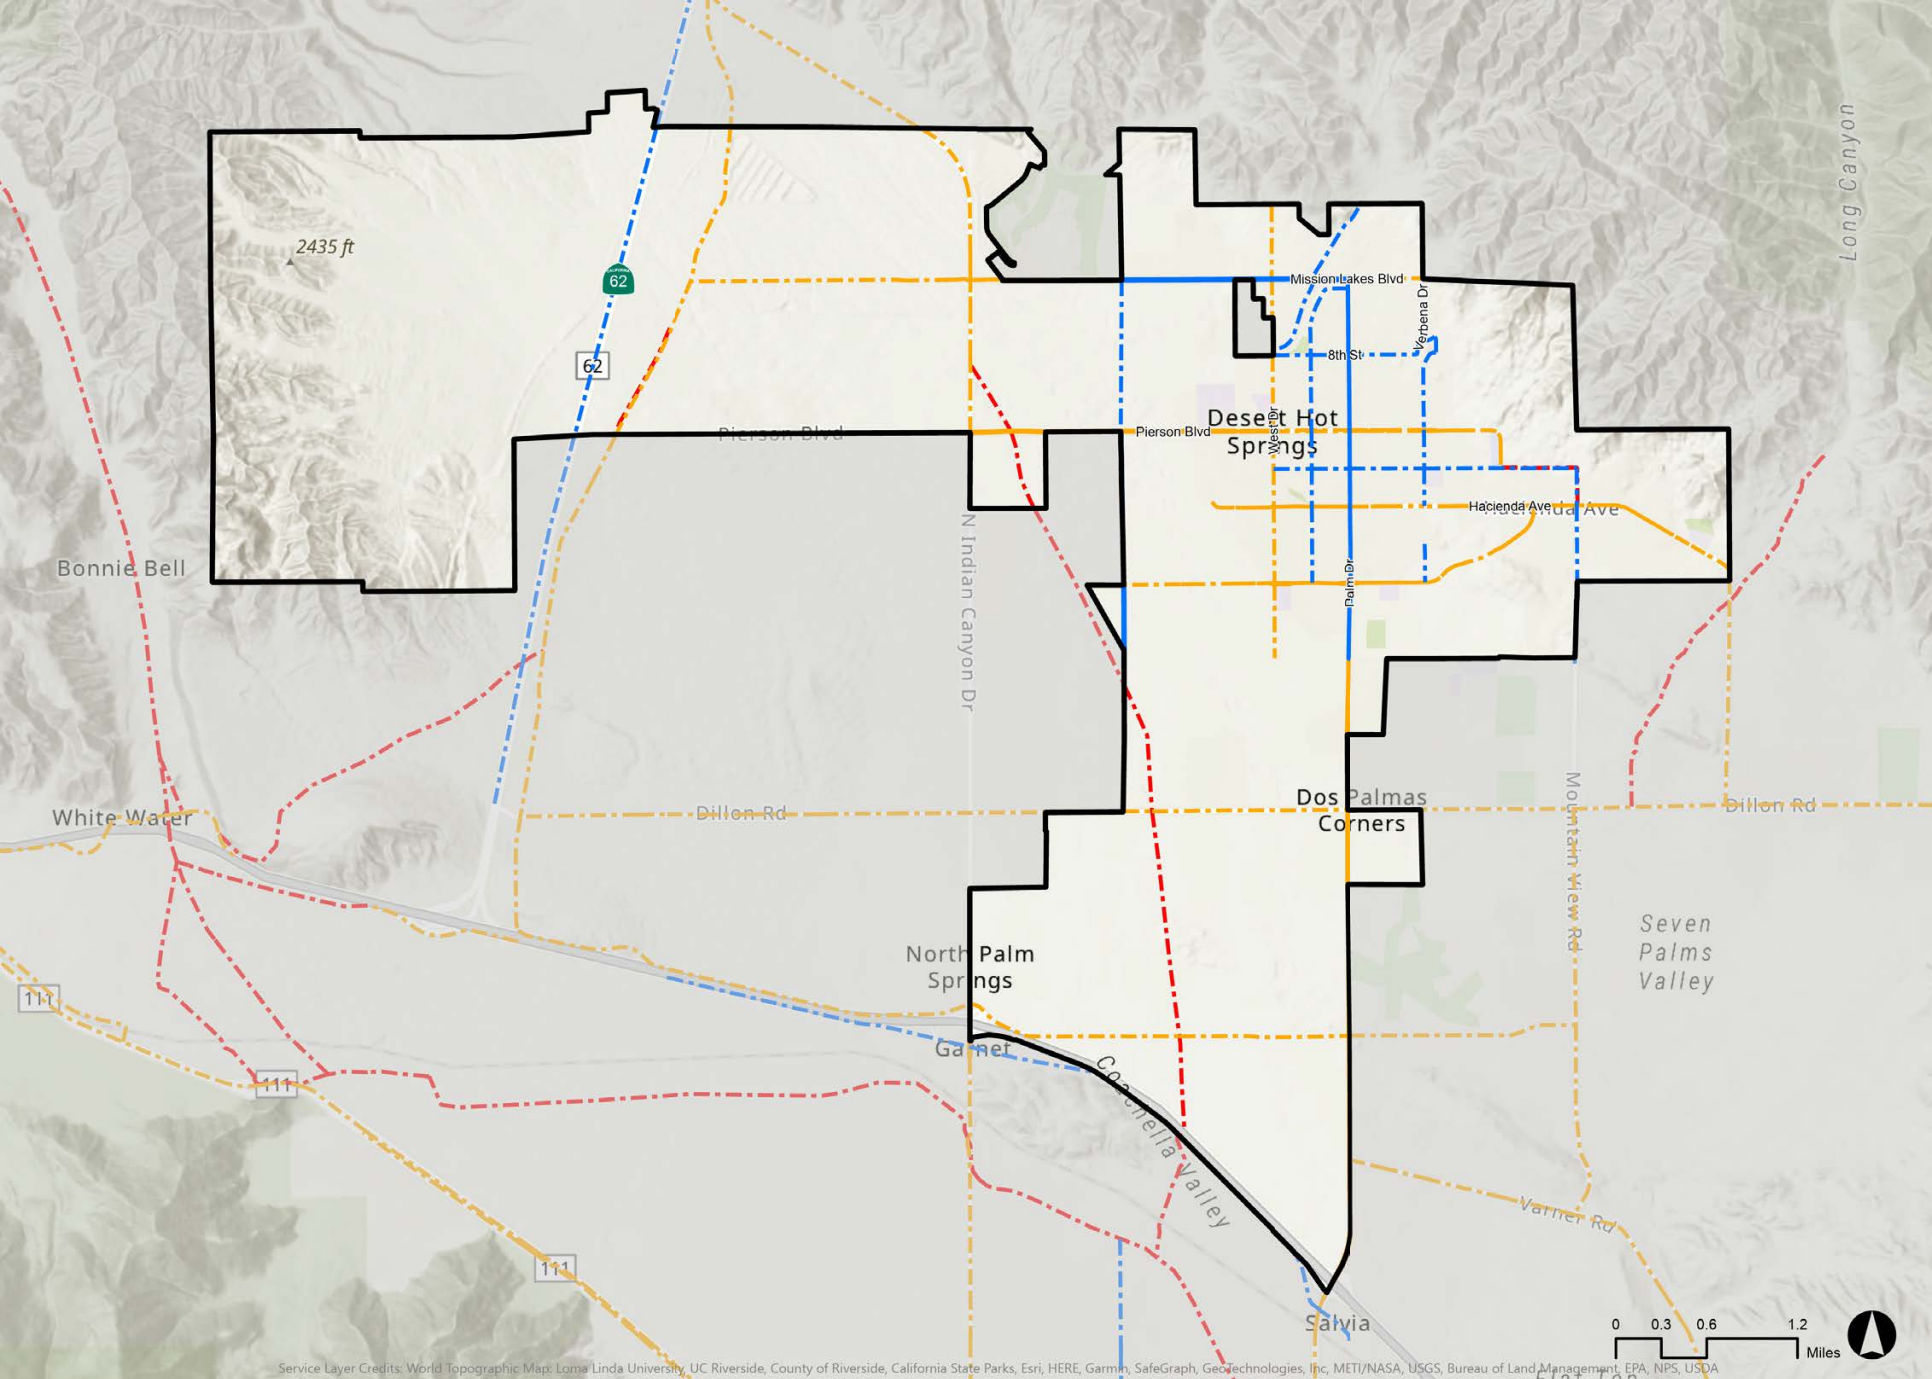 Long Canyon
2435 ft
CALIFORNIA
62
Mission Lakes Blvd
Verbena Dr
62
8th St
Desert Hot
Springs
West Dr
Pierson Blvd
Pierson Blvd
Hacienda Ave
Hacienda Ave
Bonnie Bell
N Indian Canyon Dr
Palm Dr
White Water
Dillon Rd
Dos Palmas
Corners
Dillon Rd
Mountain View Rd
Seven
Palms
Valley
North Palm
Springs
111
Garnet
Coachella Valley
111
Varner Rd
111
Salvia
0 0.3 0.6 1.2
Miles
Service Layer Credits: World Topographic Map: Loma Linda University, UC Riverside, County of Riverside, California State Parks, Esri, HERE, Garmin, SafeGraph, GeoTechnologies, Inc, METI/NASA, USGS, Bureau of Land Management, EPA, NPS, USDA